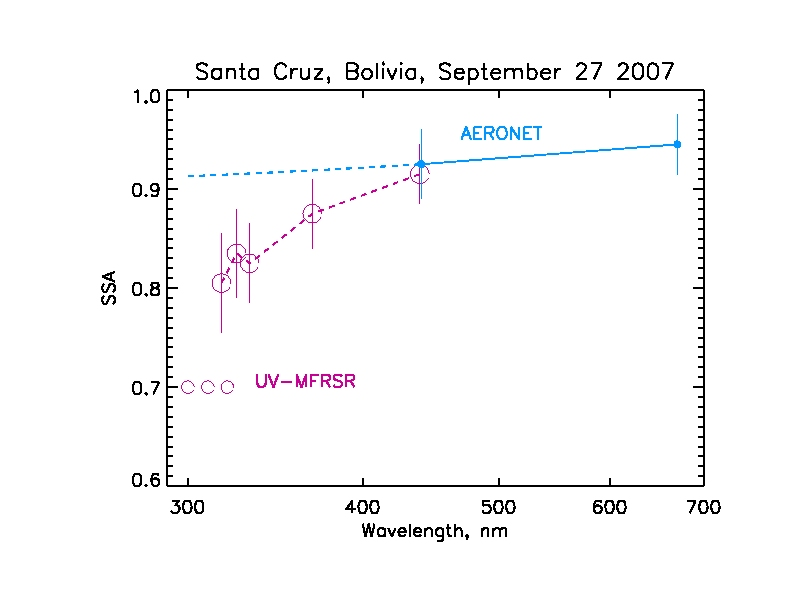 Santa Cruz, Bolivia, September 27 2007
1.0
AERONET
0.9
SSA
0.8
UV-MFRSR
0.7
0.6
300 400 500 600 700
Wavelength, nm